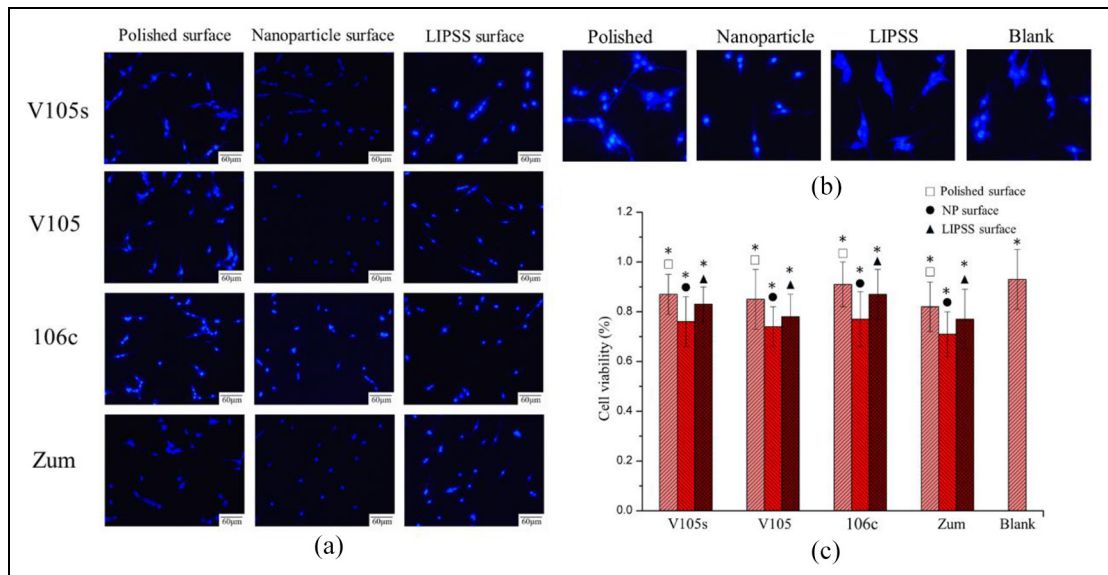 Polished surface Nanoparticle surface LIPSS surface
V105s
60μm 60μm 60μm
V105
60μm 60μm 60μm
106c
60μm 60μm 60μm
Zum
60μm 60μm 60μm
(a)
(b)
Polished Nanoparticle LIPSS Blank
□ Polished surface
● NP surface
▲ LIPSS surface
Cell viability (%)
1.2
1.0
0.8
0.6
0.4
0.2
0.0
* * * * * * * * * * * * *
V105s V105 106c Zum Blank
(c)